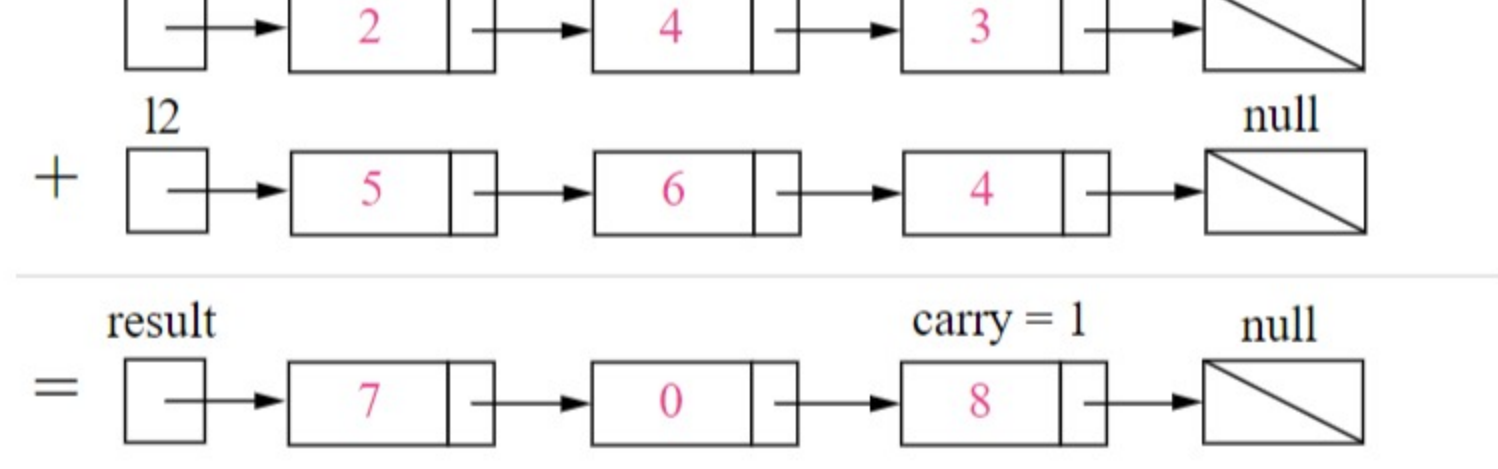 2 4 3
l2 null
+ 5 6 4
result carry = 1 null
= 7 0 8